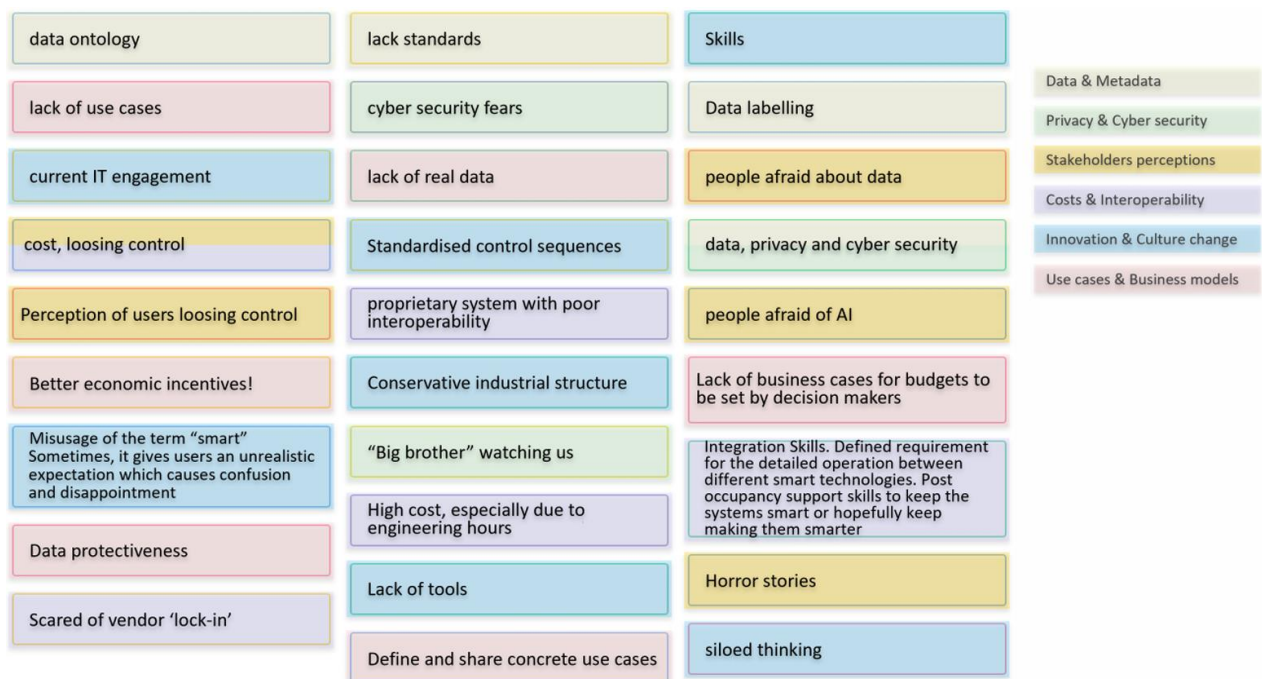 data ontology
lack of use cases
current IT engagement
cost, loosing control
Perception of users loosing control
Better economic incentives!
Misusage of the term “smart”
Sometimes, it gives users an unrealistic
expectation which causes confusion
and disappointment
Data protectiveness
Scared of vendor ‘lock-in’
lack standards
cyber security fears
lack of real data
Standardised control sequences
proprietary system with poor
interoperability
Conservative industrial structure
“Big brother” watching us
High cost, especially due to
engineering hours
Lack of tools
Define and share concrete use cases
Skills
Data labelling
people afraid about data
data, privacy and cyber security
people afraid of AI
Lack of business cases for budgets to
be set by decision makers
Integration Skills. Defined requirement
for the detailed operation between
different smart technologies. Post
occupancy support skills to keep the
systems smart or hopefully keep
making them smarter
Horror stories
siloed thinking
Data & Metadata
Privacy & Cyber security
Stakeholders perceptions
Costs & Interoperability
Innovation & Culture change
Use cases & Business models